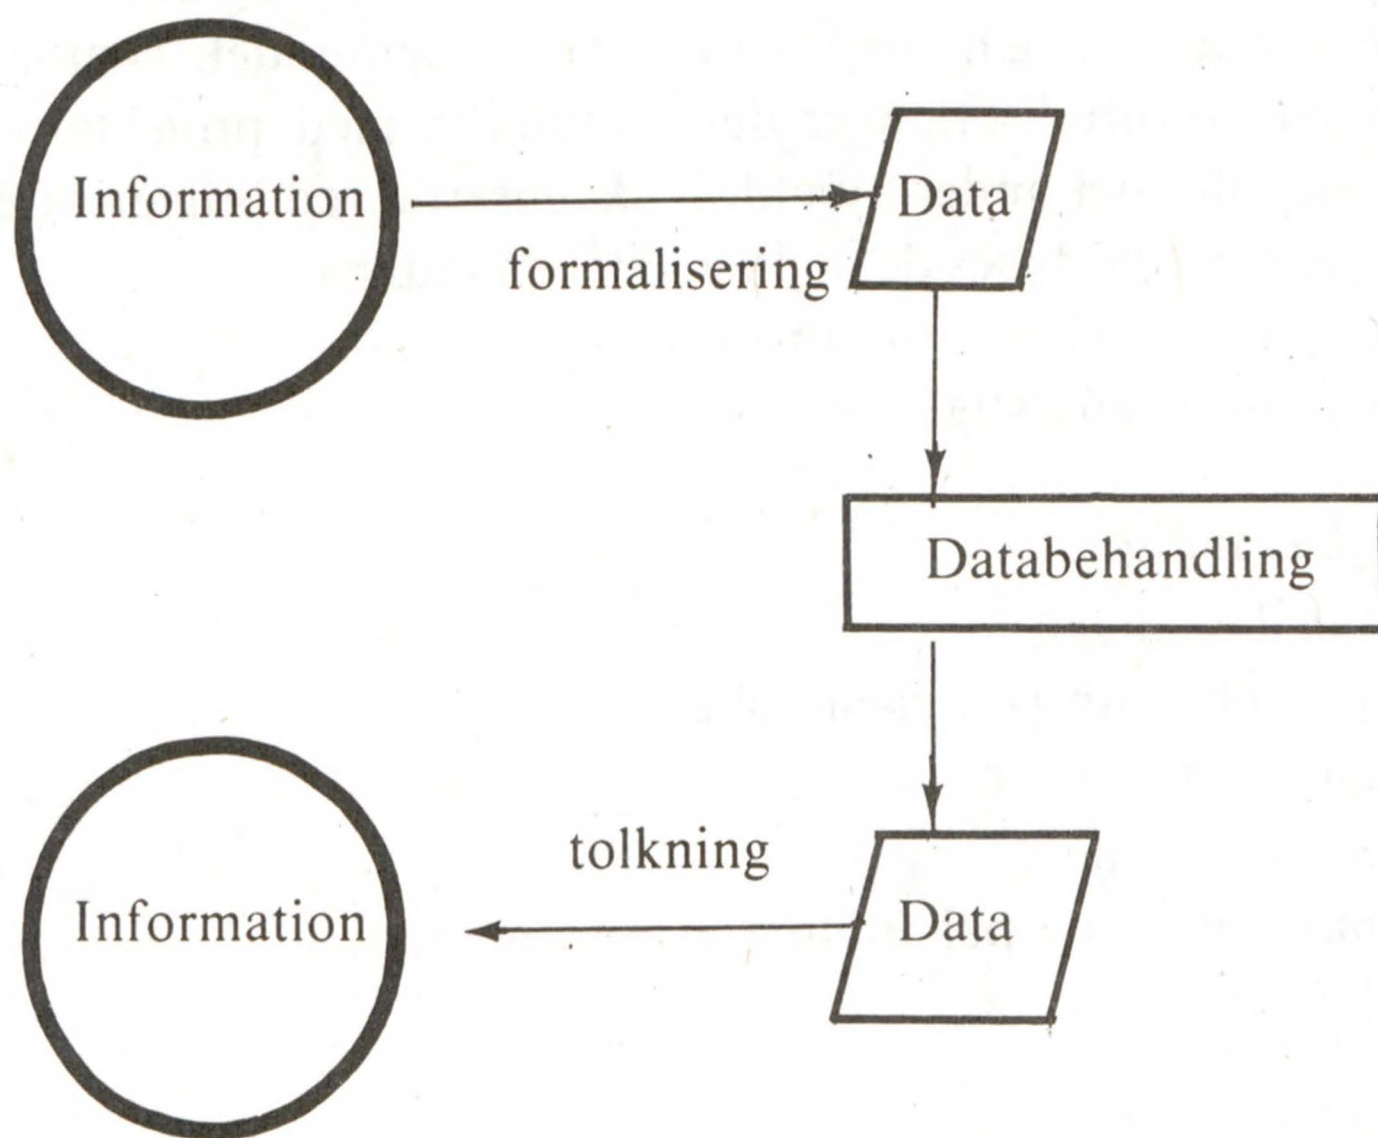 Information
Data
formalisering
Databehandling
tolkning
Information
Data